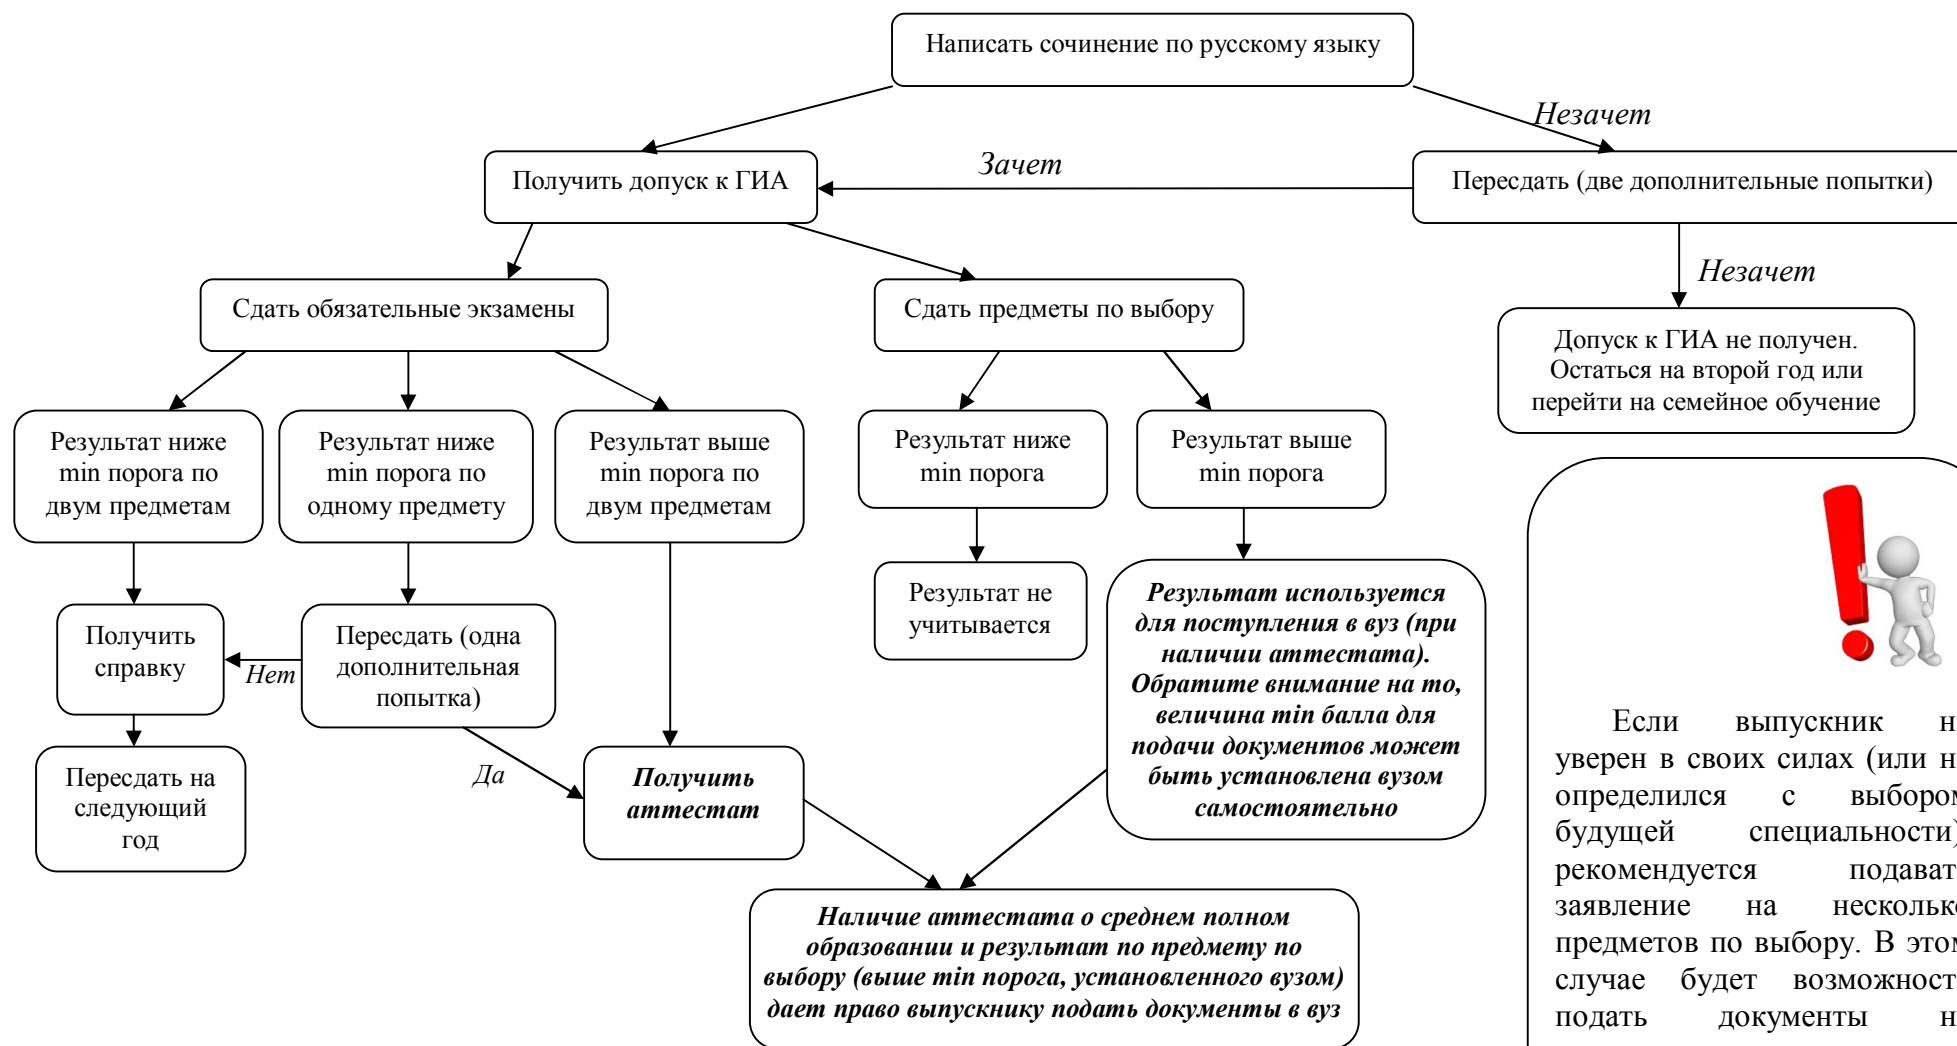 Написать сочинение по русскому языку
Незачет
Зачет
Получить допуск к ГИА
Пересдать (две дополнительные попытки)
Незачет
Сдать обязательные экзамены
Сдать предметы по выбору
Допуск к ГИА не получен.
Остаться на второй год или
перейти на семейное обучение
Результат ниже
min порога по
двум предметам
Результат ниже
min порога по
одному предмету
Результат выше
min порога по
двум предметам
Результат ниже
min порога
Результат выше
min порога
Получить
справку
Нет
Пересдать (одна
дополнительная
попытка)
Результат не
учитывается
Результат используется
для поступления в вуз (при
наличии аттестата).
Обратите внимание на то,
величина min балла для
подачи документов может
быть установлена вузом
самостоятельно
Пересдать на
следующий
год
Да
Получить
аттестат
Наличие аттестата о среднем полном
образовании и результат по предмету по
выбору (выше min порога, установленного вузом)
дает право выпускнику подать документы в вуз
Если выпускник н
уверен в своих силах (или н
определился с выбором
будущей специальности)
рекомендуется подават
заявление на нескольк
предметов по выбору. В этом
случае будет возможност
подать документы н